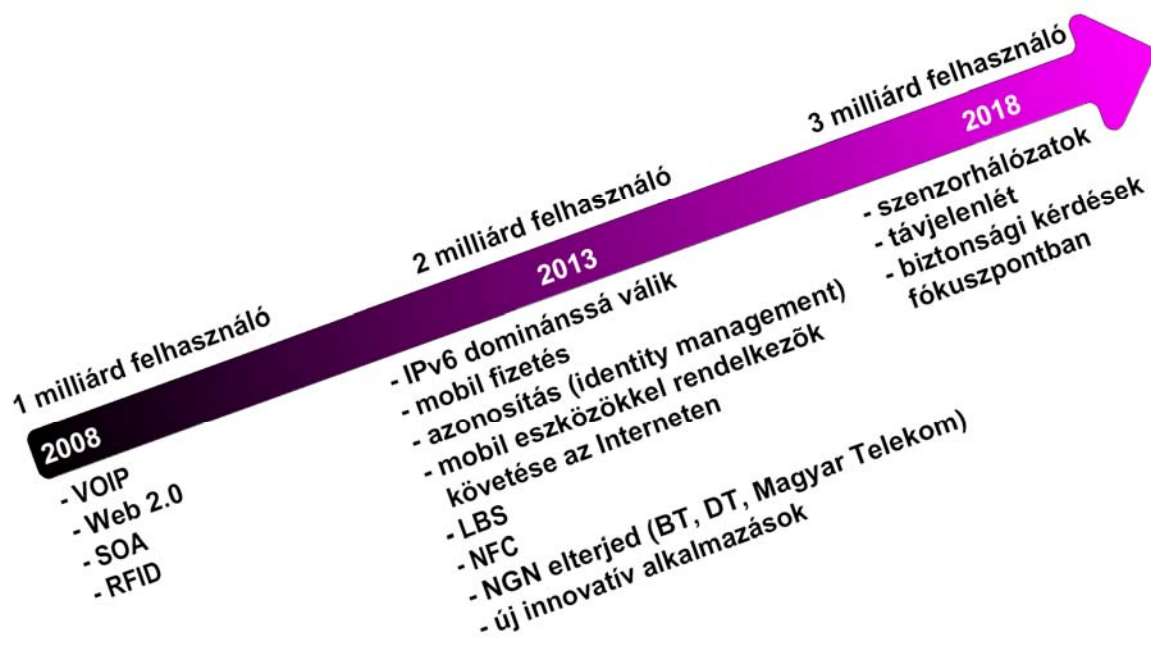 1 milliárd felhasználó
2008
- VOIP
- Web 2.0
- SOA
- RFID
2 milliárd felhasználó
2013
- IPv6 dominánssá válik
- mobil fizetés
- azonosítás (identity management)
- mobil eszközökkel rendelkezõk
követése az Interneten
- LBS
- NFC
- NGN elterjed (BT, DT, Magyar Telekom)
- új innovatív alkalmazások
3 milliárd felhasználó
2018
- szenzorhálózatok
- távjelenlét
- biztonsági kérdések
fókuszpontban